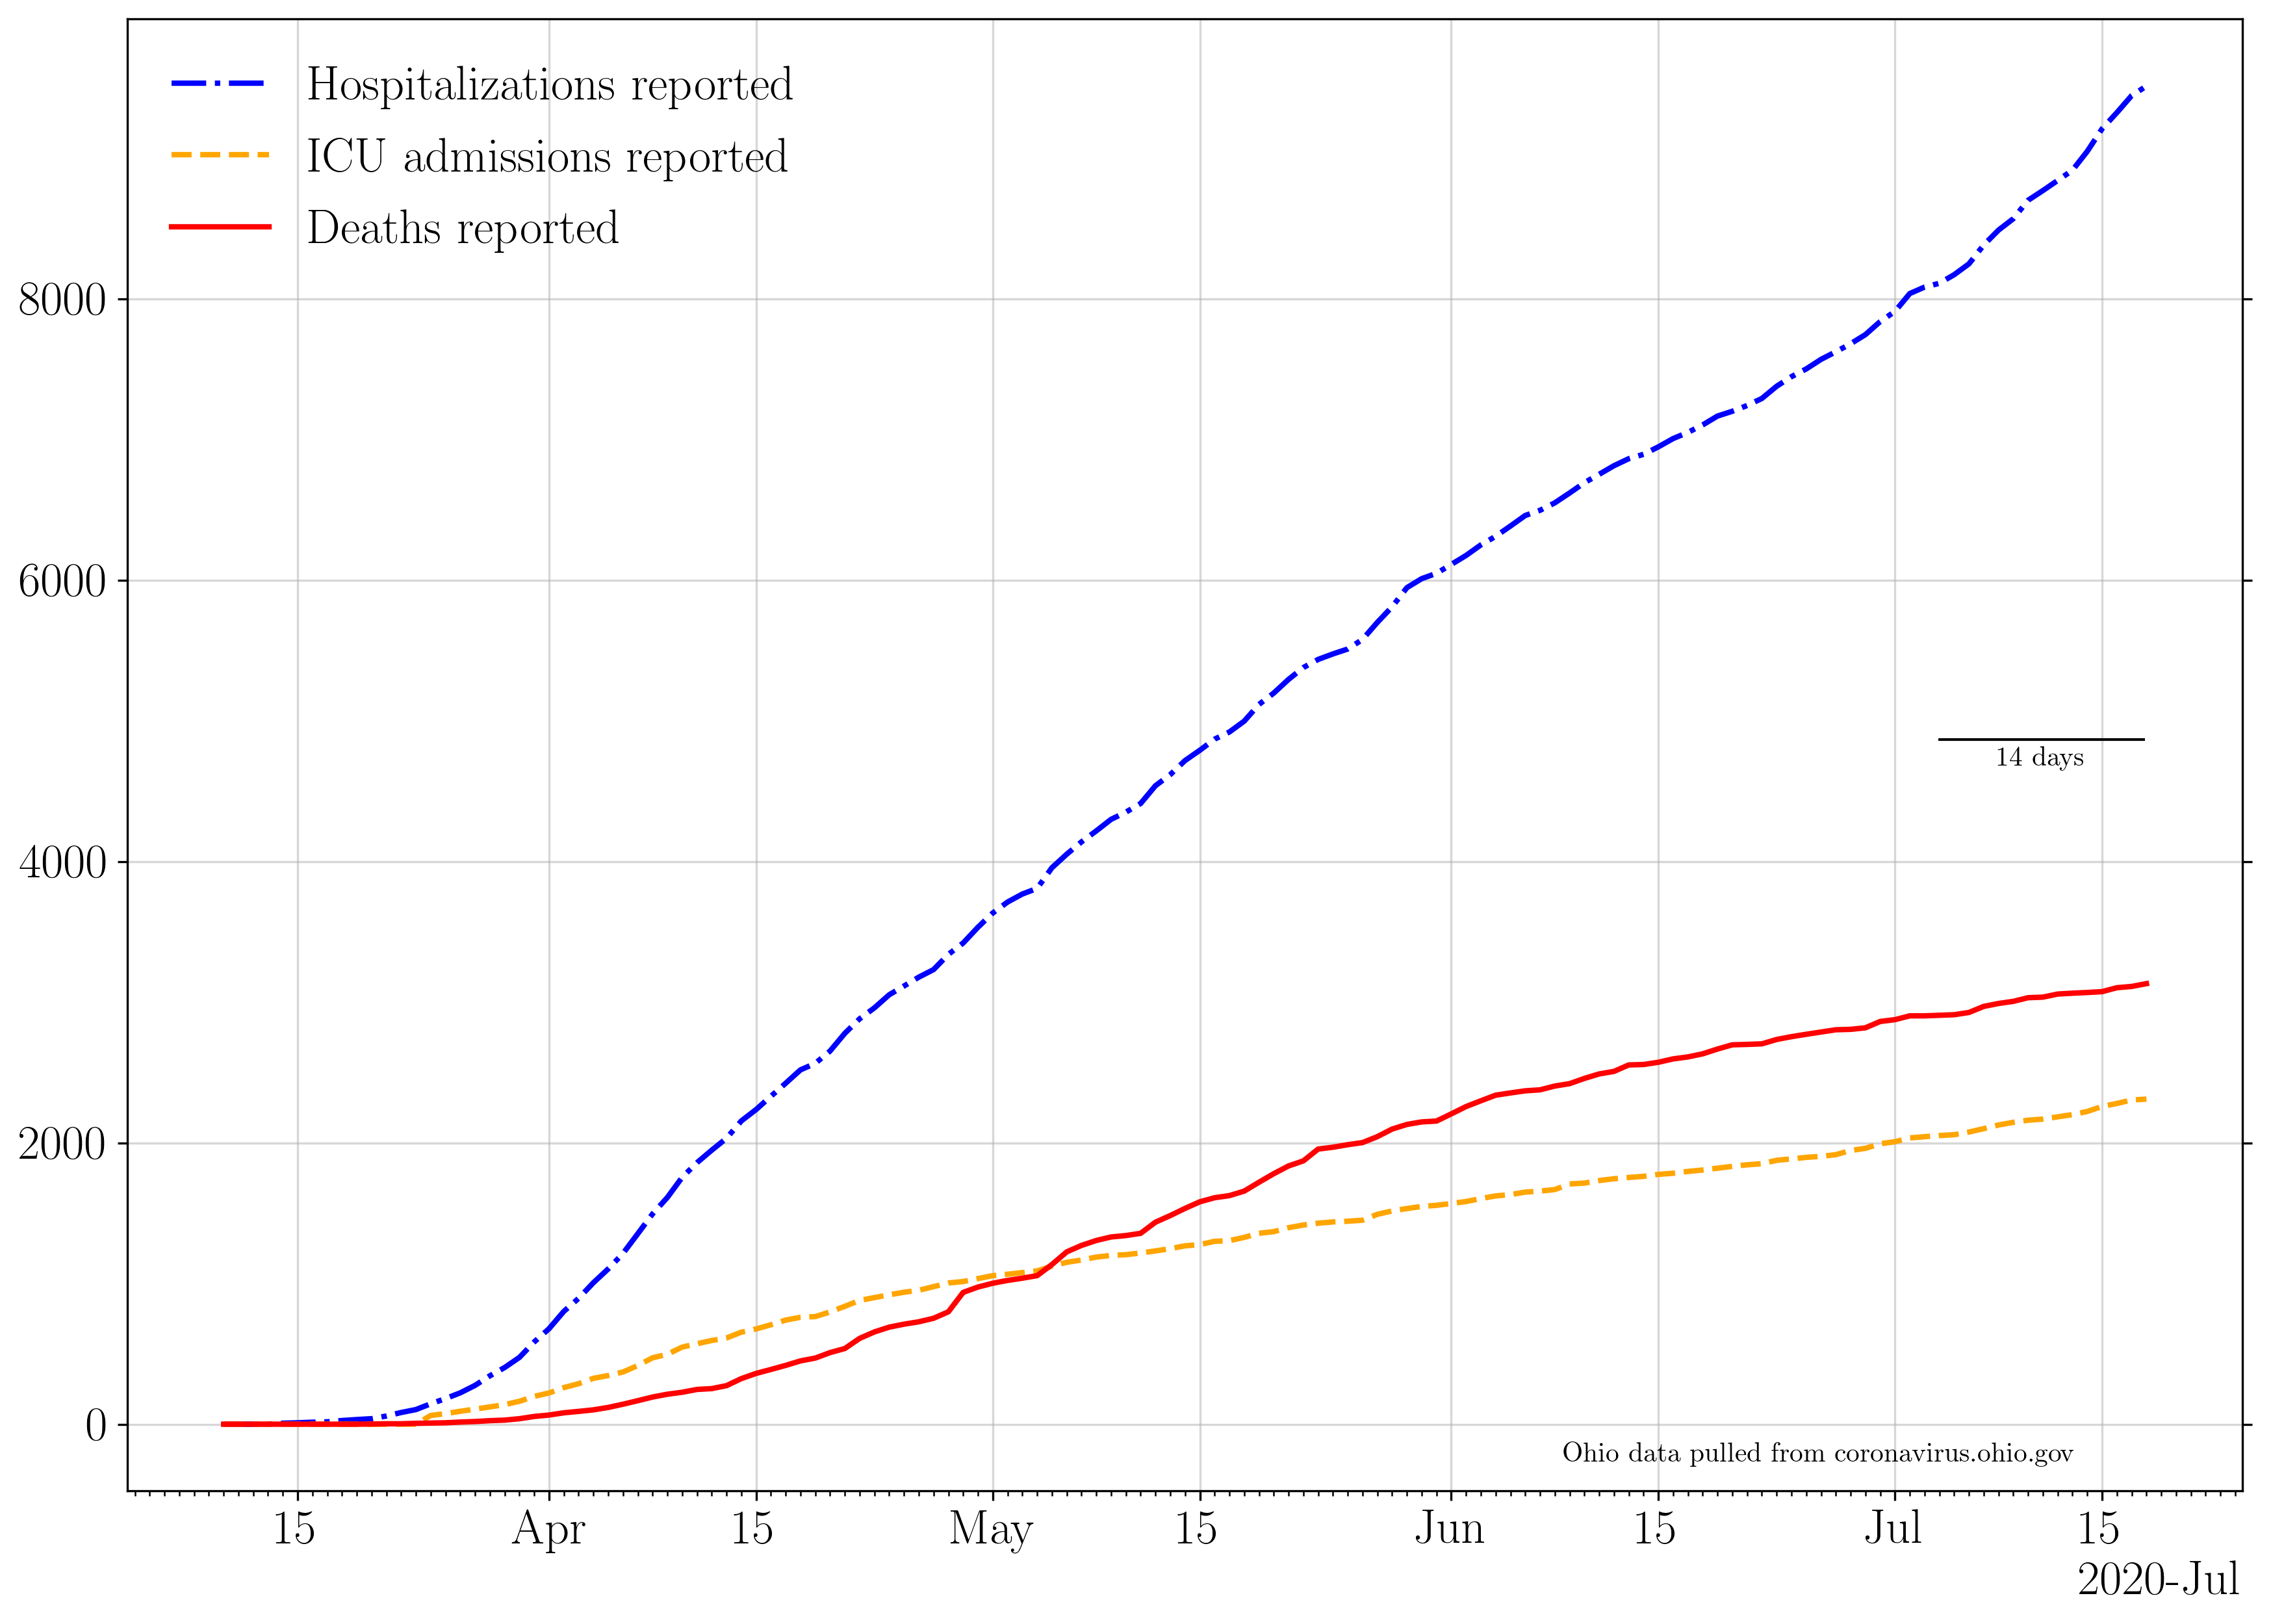 Hospitalizations reported
ICU admissions reported
Deaths reported
8000
6000
14 days
4000
2000
0
Ohio data pulled from coronavirus.ohio.gov
15 Apr 15 May 15 Jun 15 Jul 15
2020-Jul